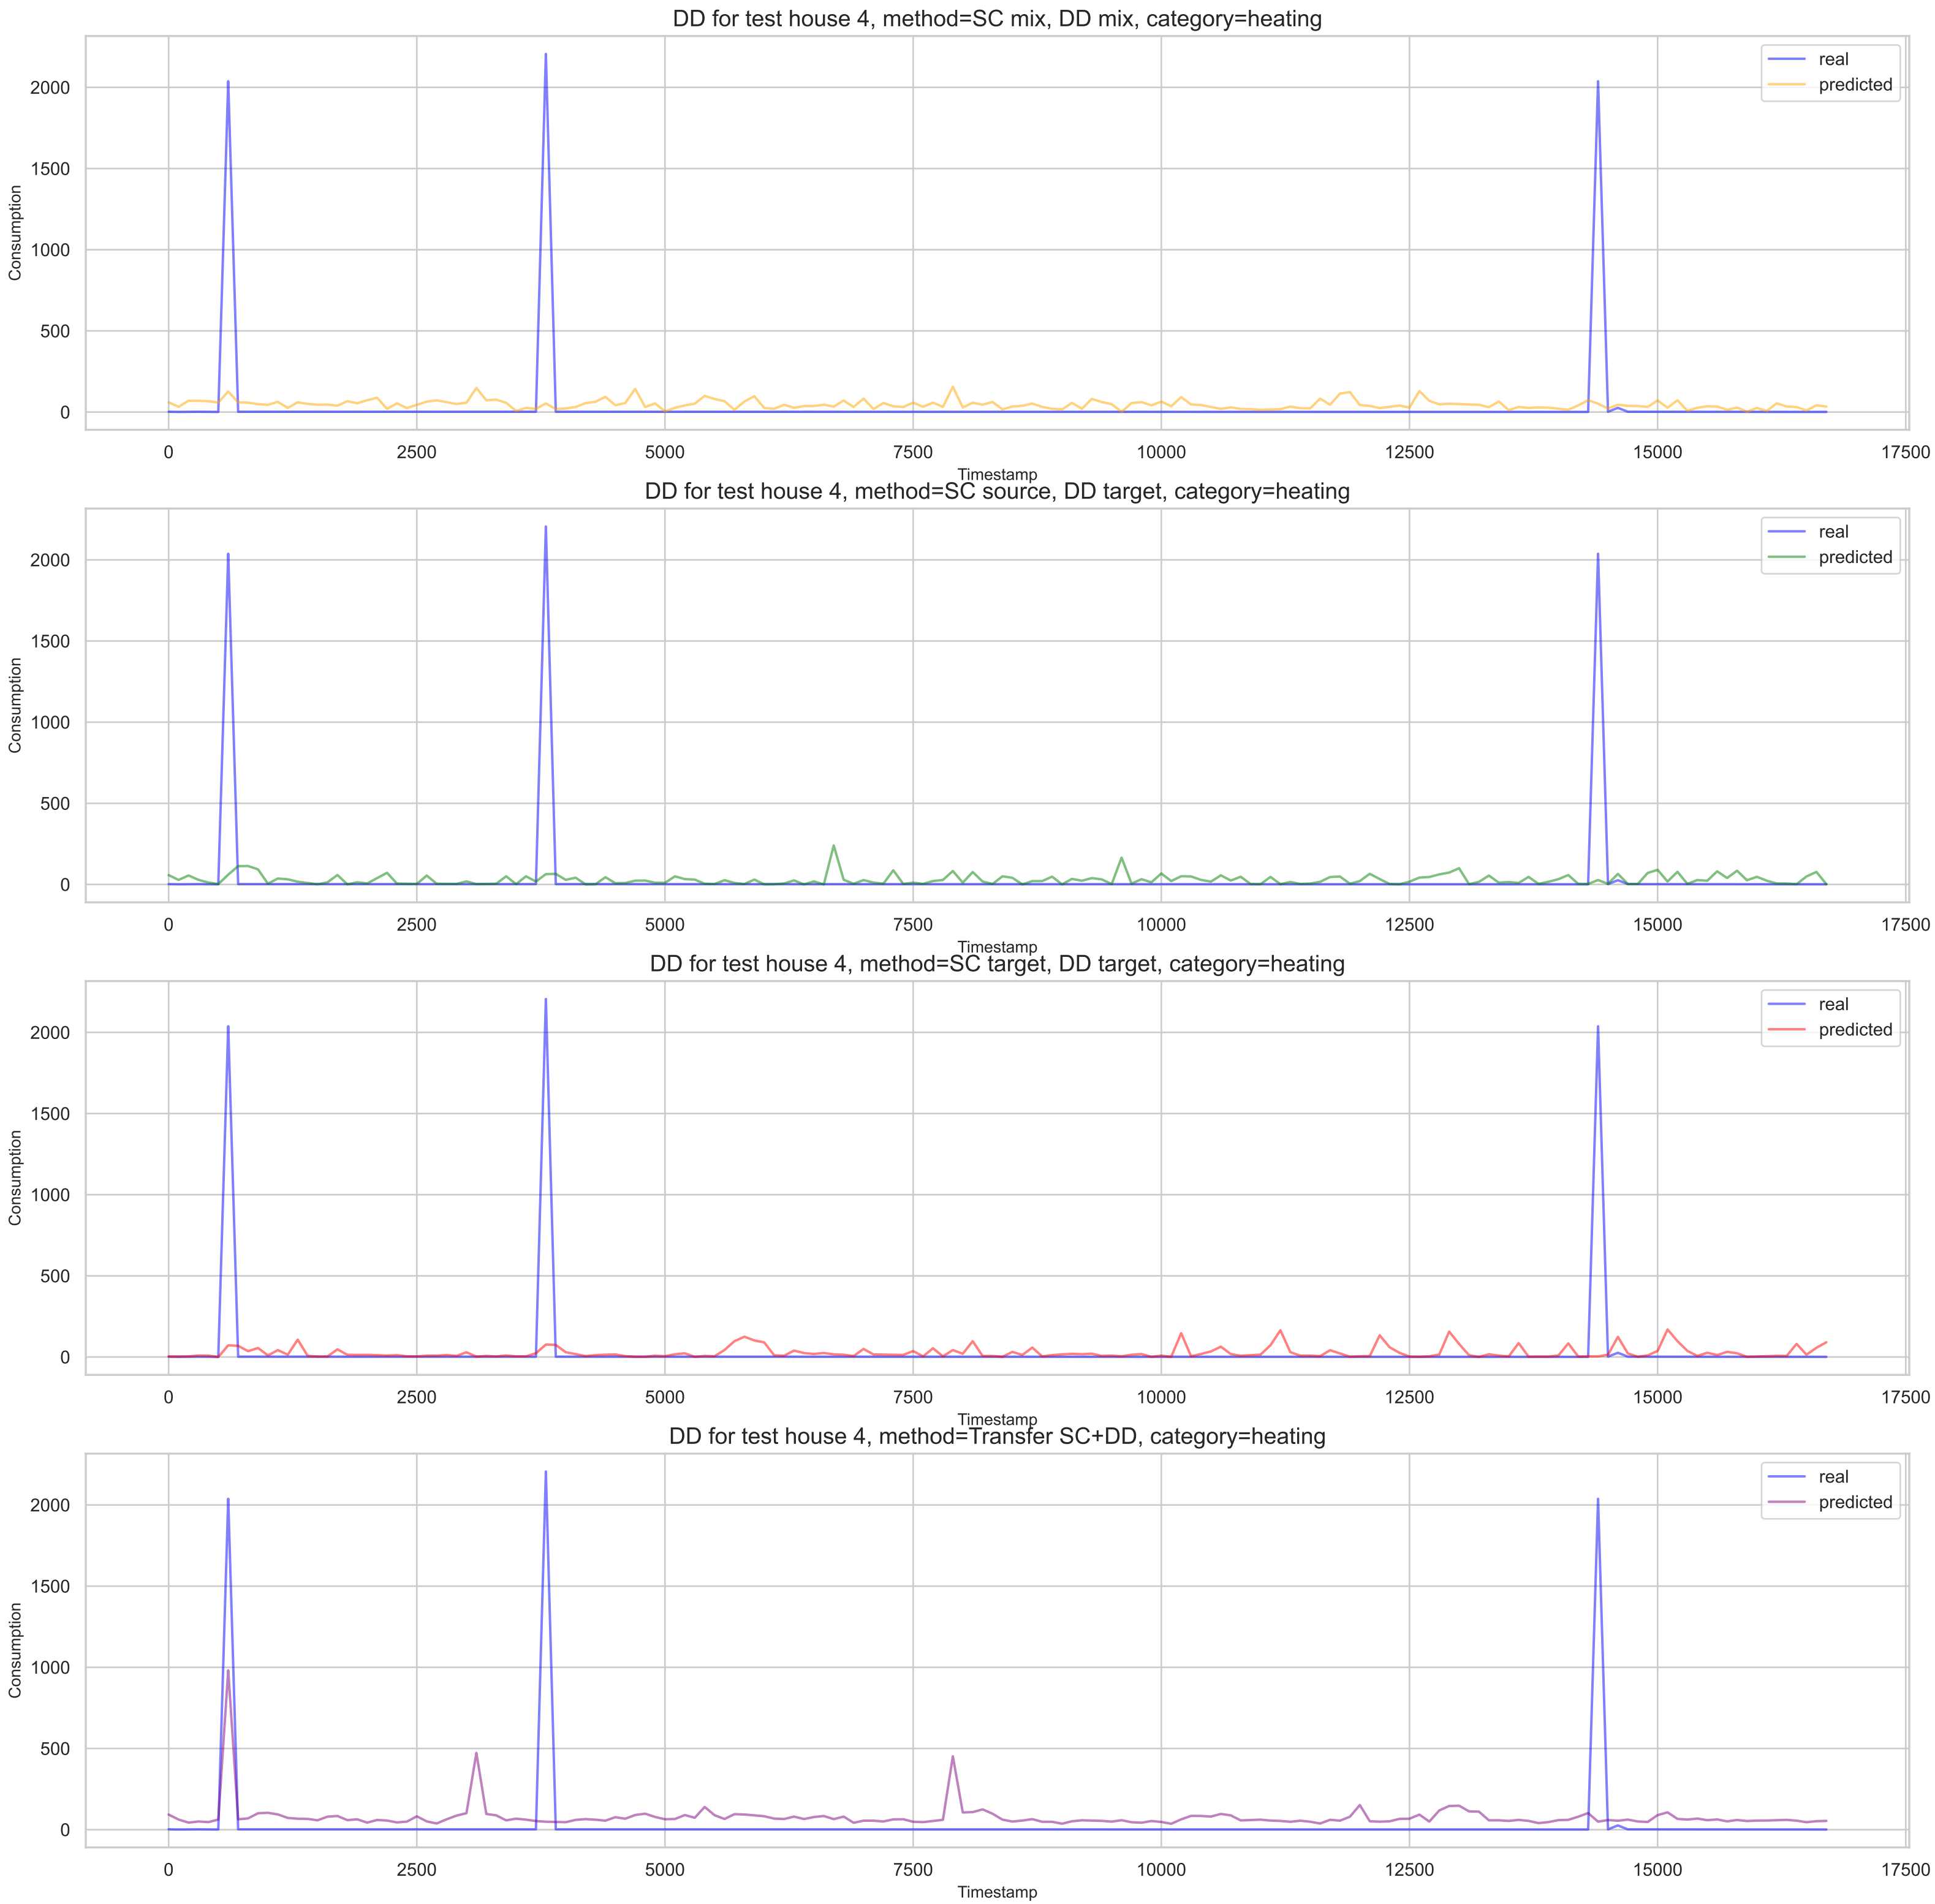 DD for test house 4, method=SC mix, DD mix, category=heating
real
predicted
Consumption
2000
1500
1000
500
0
0 2500 5000 7500 10000 12500 15000 17500
Timestamp
DD for test house 4, method=SC source, DD target, category=heating
real
predicted
Consumption
2000
1500
1000
500
0
0 2500 5000 7500 10000 12500 15000 17500
Timestamp
DD for test house 4, method=SC target, DD target, category=heating
real
predicted
Consumption
2000
1500
1000
500
0
0 2500 5000 7500 10000 12500 15000 17500
Timestamp
DD for test house 4, method=Transfer SC+DD, category=heating
real
predicted
Consumption
2000
1500
1000
500
0
0 2500 5000 7500 10000 12500 15000 17500
Timestamp